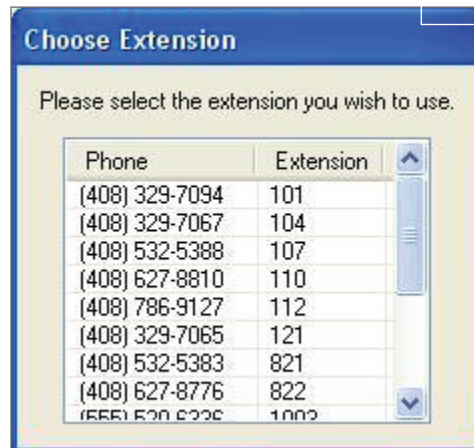 Choose Extension
Please select the extension you wish to use.
Phone Extension
(408) 329-7094 101
(408) 329-7067 104
(408) 532-5388 107
(408) 627-8810 110
(408) 786-9127 112
(408) 329-7065 121
(408) 532-5383 821
(408) 627-8776 822